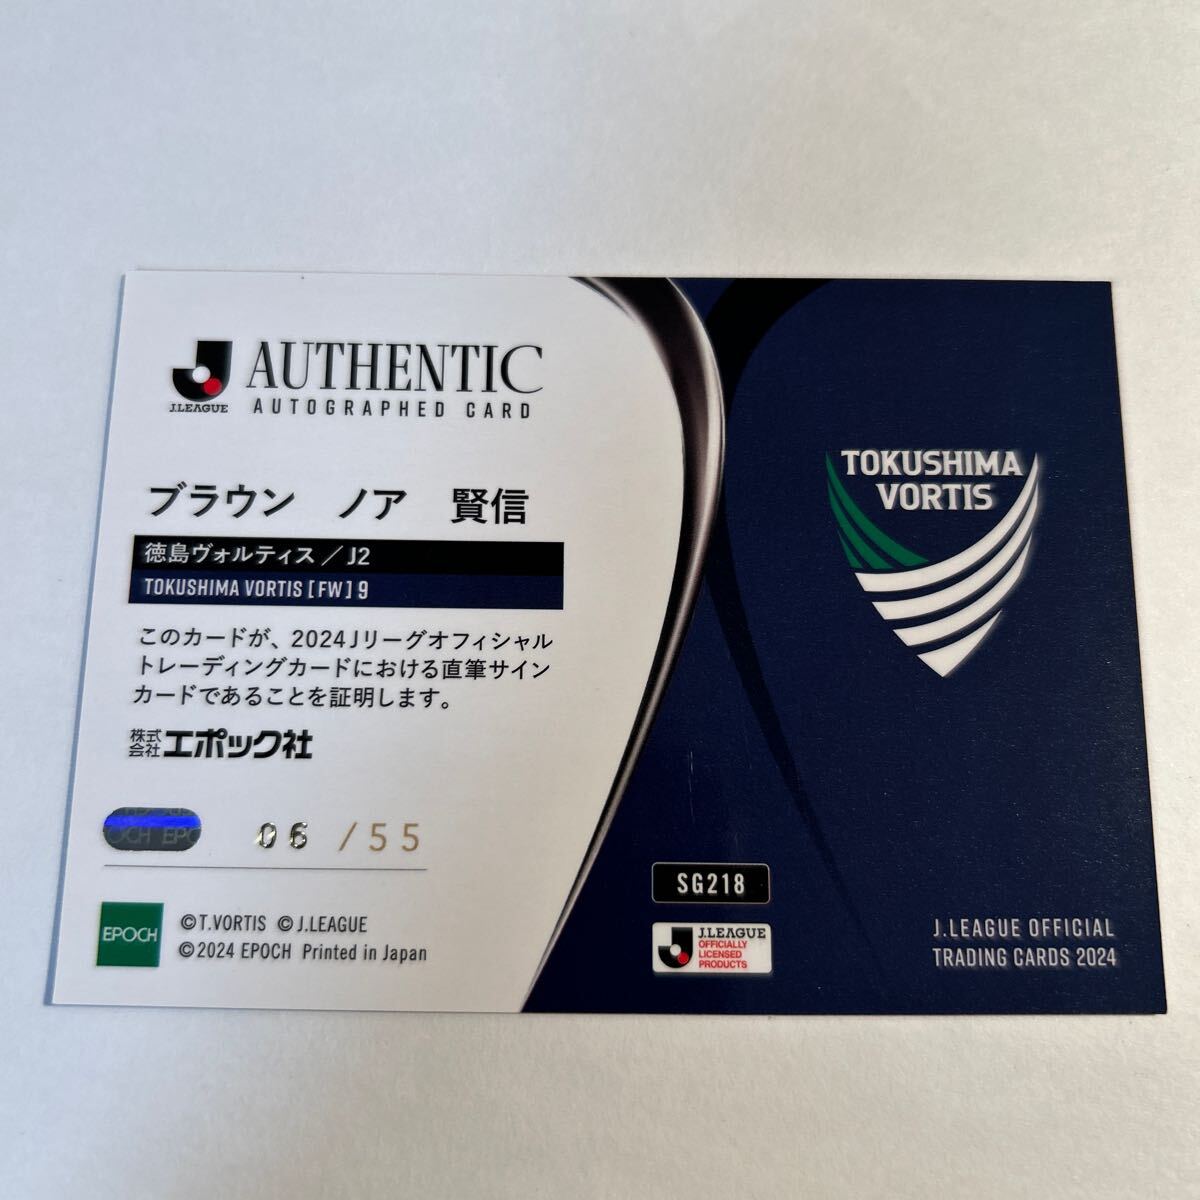 J.LEAGUE
AUTHENTIC
AUTOGRAPHED CARD
ブラウン ノア 賢信
徳島ヴォルティス／J2
TOKUSHIMA VORTIS [FW] 9
このカードが、2024Jリーグオフィシャル
トレーディングカードにおける直筆サイン
カードであることを証明します。
株式会社エポック社
OCH EPO
06 /55
EPOCH
©T.VORTIS ©J.LEAGUE
©2024 EPOCH Printed in Japan
TOKUSHIMA
VORTIS
SG218
J.LEAGUE
OFFICIALLY
LICENSED
PRODUCTS
J.LEAGUE OFFICIAL
TRADING CARDS 2024